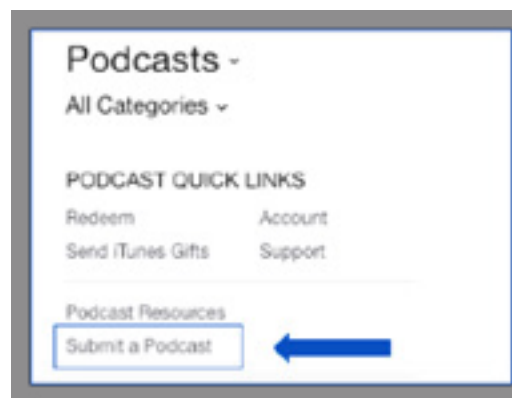 Podcasts
All Categories
PODCAST QUICK LINKS
Redeem Account
Send iTunes Gifts Support
Podcast Resources
Submit a Podcast